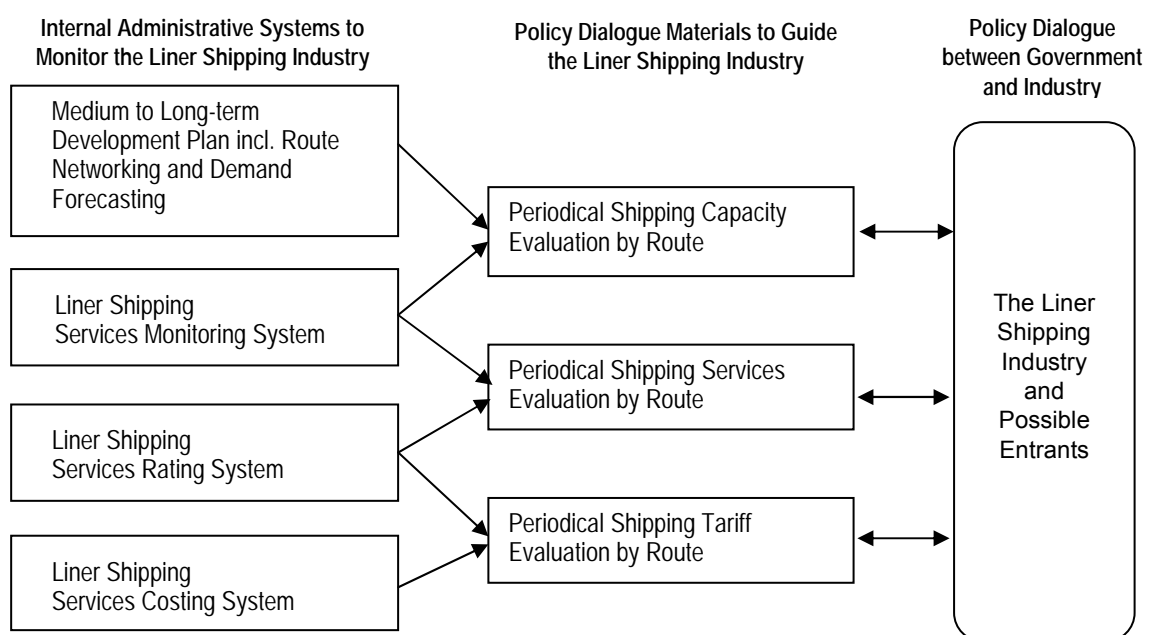 Internal Administrative Systems to
Monitor the Liner Shipping Industry
Policy Dialogue Materials to Guide
the Liner Shipping Industry
Policy Dialogue
between Government
and Industry
Medium to Long-term
Development Plan incl. Route
Networking and Demand
Forecasting
Liner Shipping
Services Monitoring System
Liner Shipping
Services Rating System
Liner Shipping
Services Costing System
Periodical Shipping Capacity
Evaluation by Route
Periodical Shipping Services
Evaluation by Route
Periodical Shipping Tariff
Evaluation by Route
The Liner
Shipping
Industry
and
Possible
Entrants